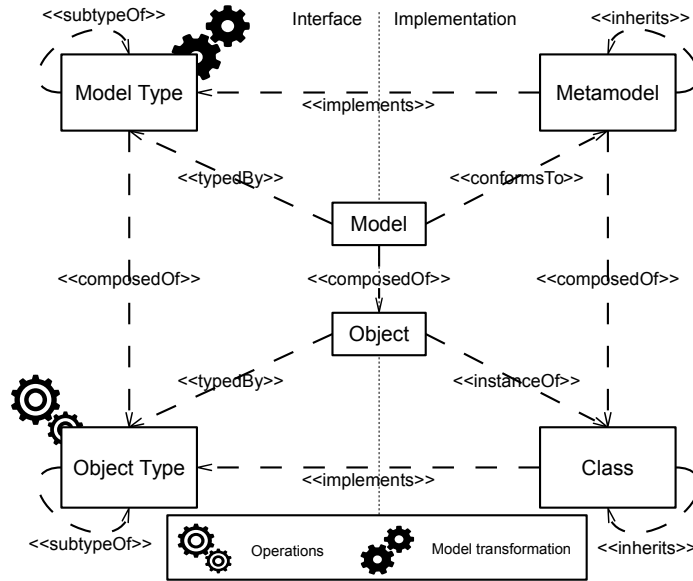 <<subtypeOf>>
Interface
Implementation
<<inherits>>
Model Type
Metamodel
<<implements>>
<<typedBy>>
<<conformsTo>>
Model
<<composedOf>>
<<composedOf>>
<<composedOf>>
Object
<<typedBy>>
<<instanceOf>>
Object Type
Class
<<implements>>
<<subtypeOf>>
<<inherits>>
Operations
Model transformation